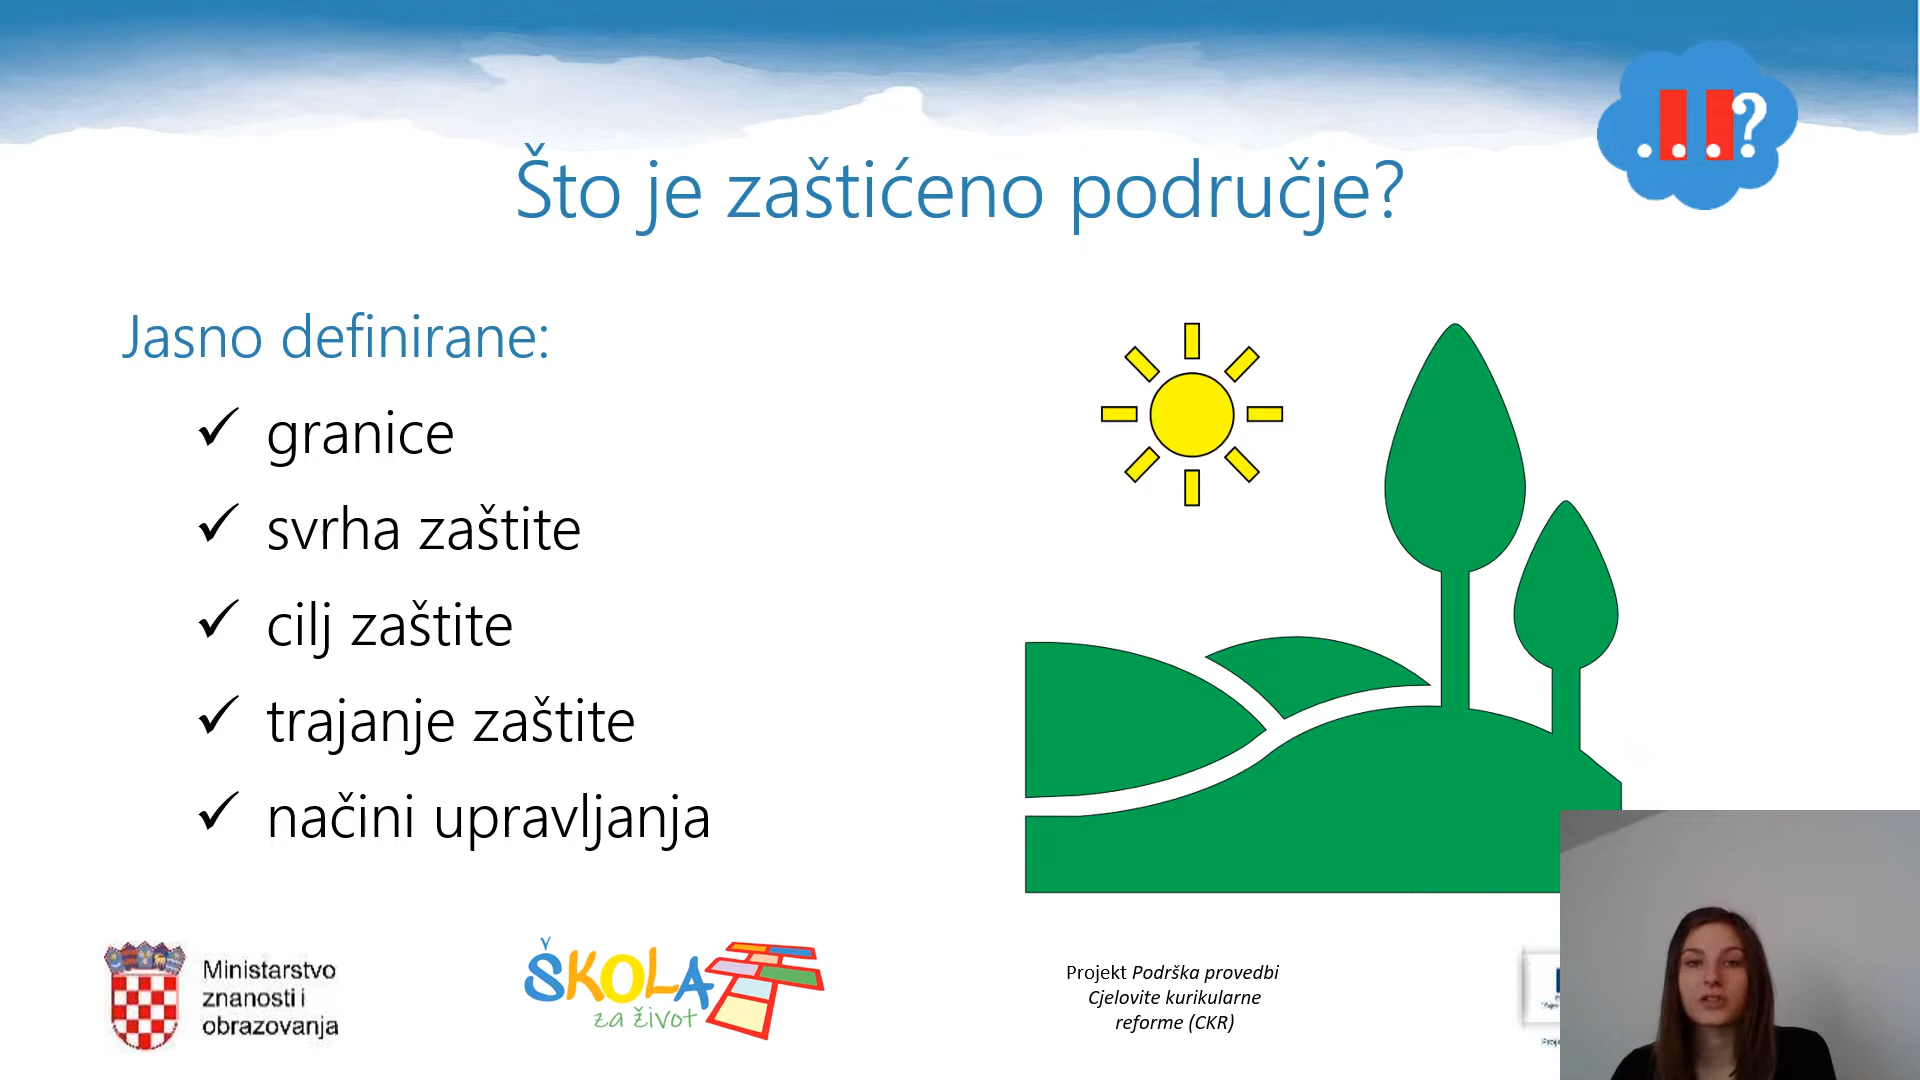 ...?
Što je zaštićeno područje?
Jasno definirane:
✓ granice
✓ svrha zaštite
✓ cilj zaštite
✓ trajanje zaštite
✓ načini upravljanja
Ministarstvo
znanosti i
obrazovanja
ŠKOLA
za život
Projekt Podrška provedbi
Cjelovite kurikularne
reforme (CKR)